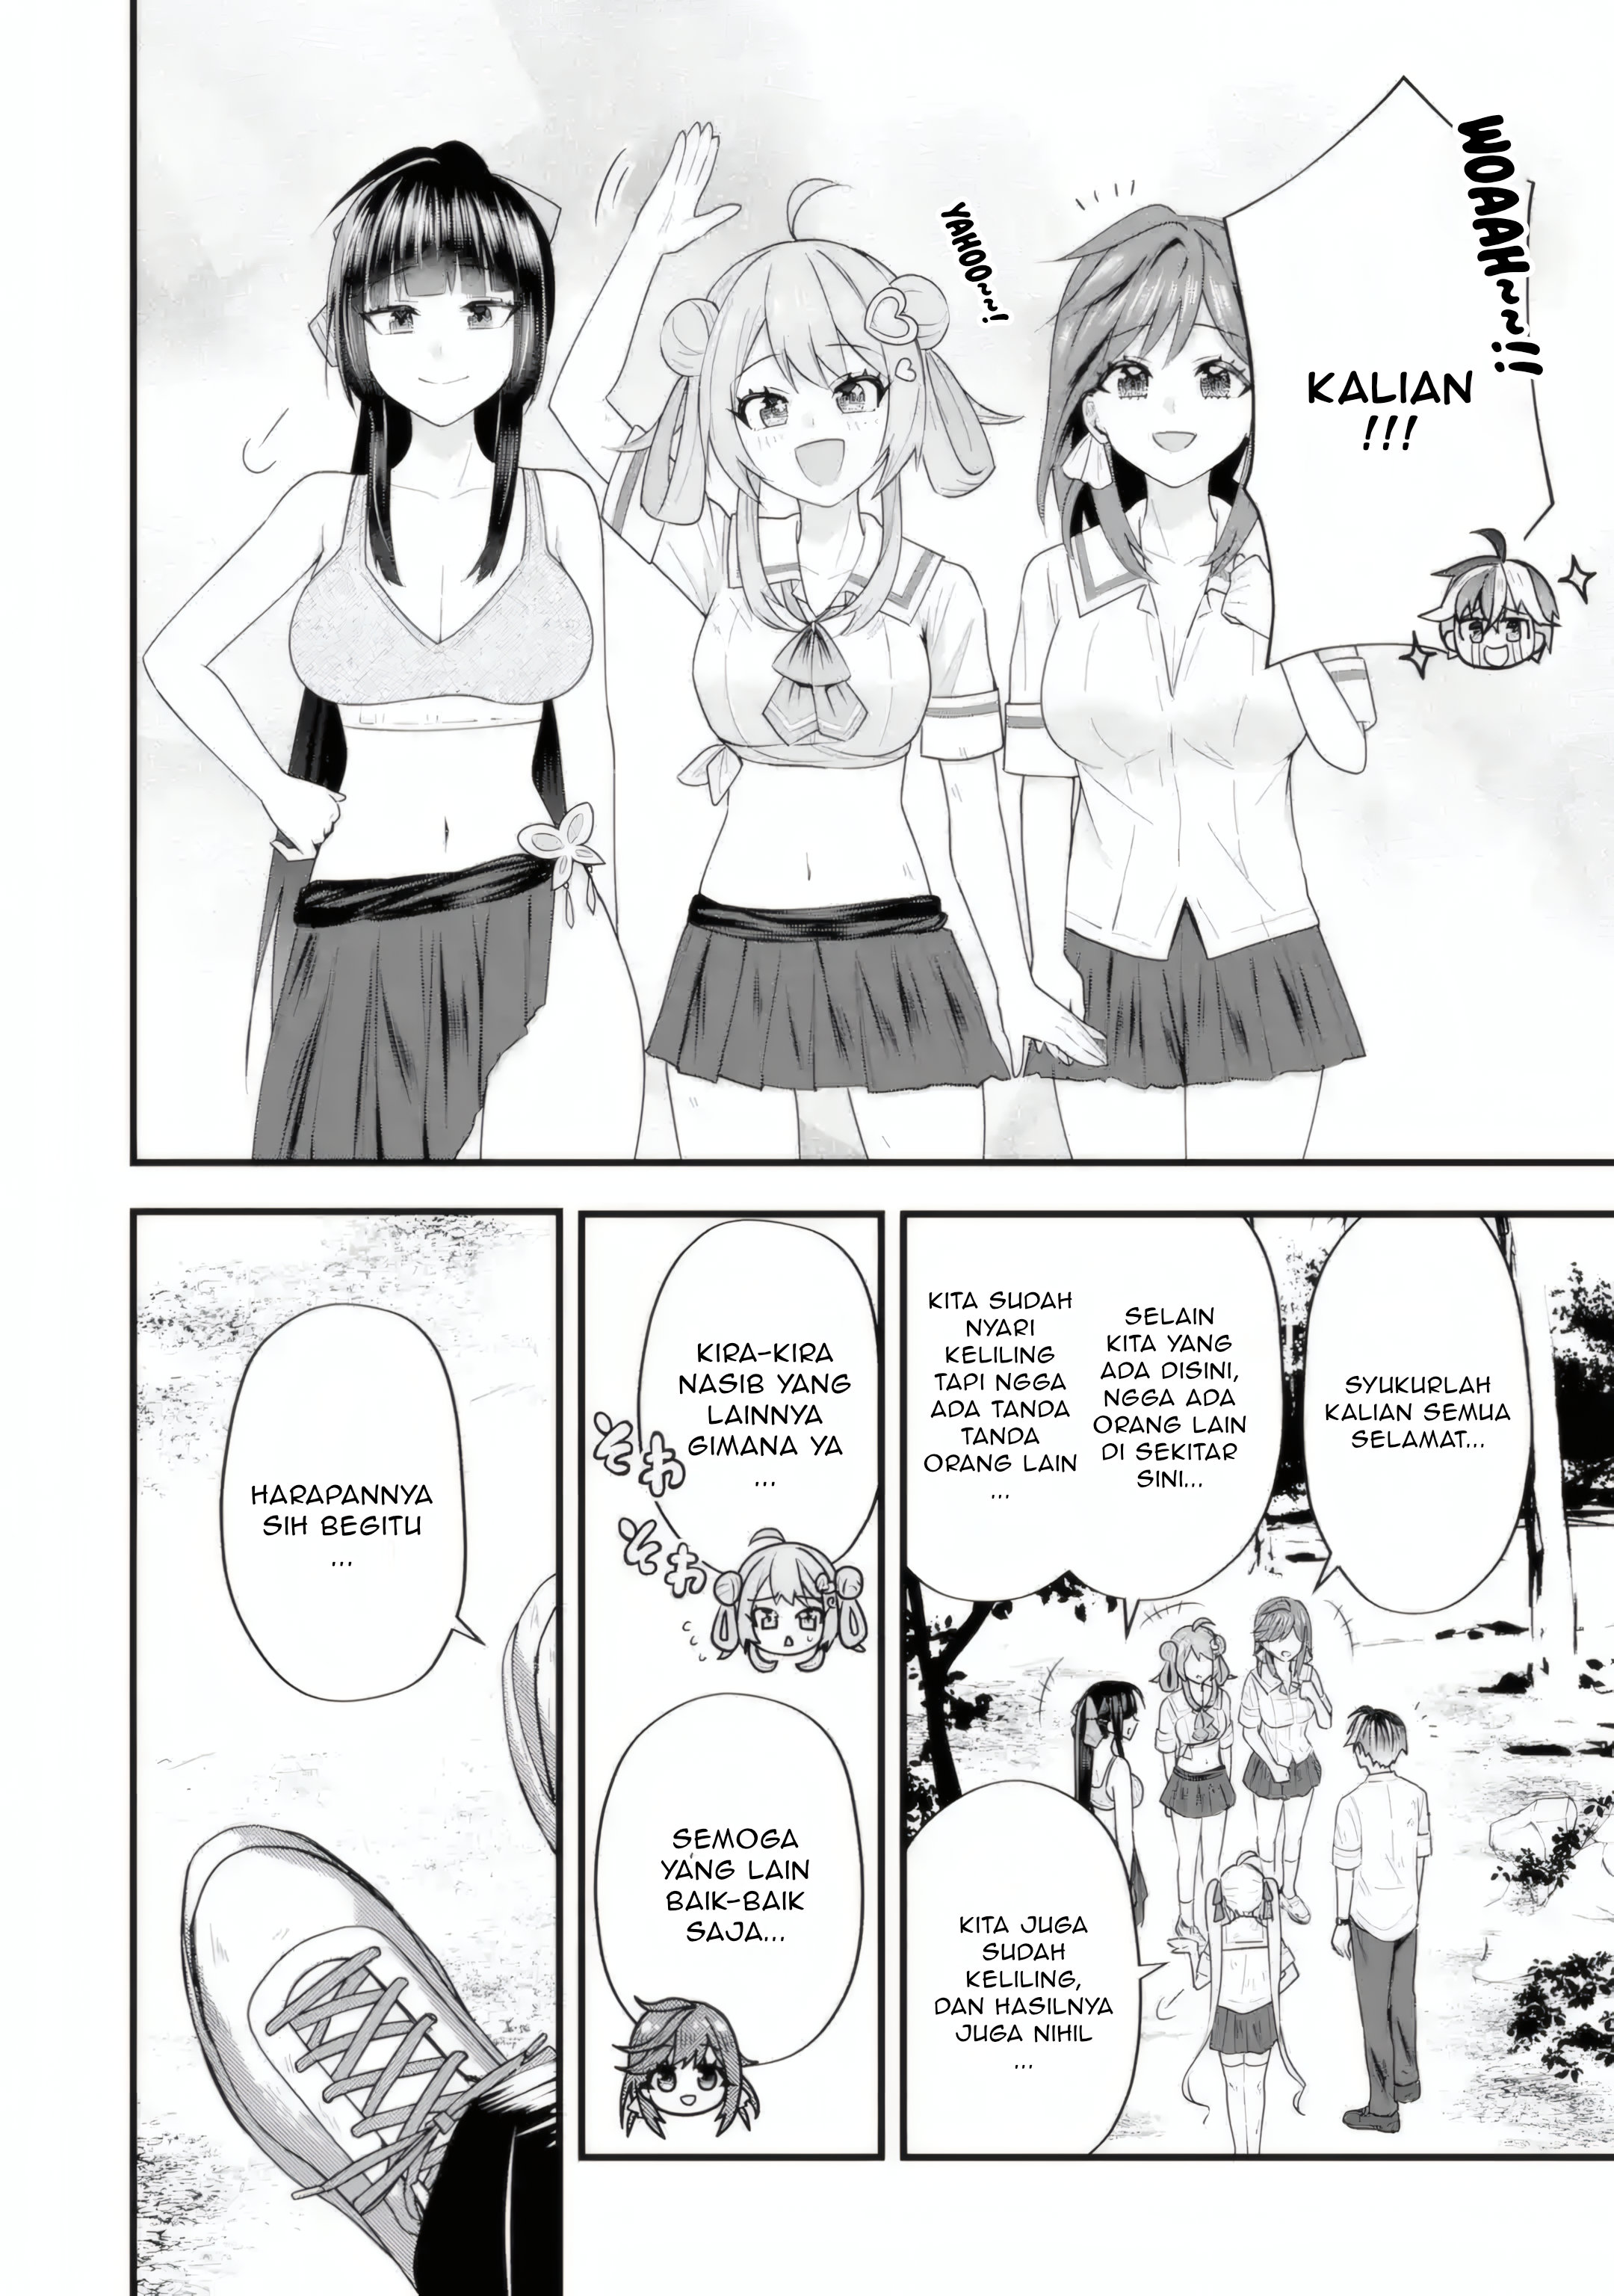 WOAAH~~!!
KALIAN
!!!
YAHOO~~!
SYUKURLAH
KALIAN SEMUA
SELAMAT...
SELAIN
KITA YANG
ADA DISINI,
NGGA ADA
ORANG LAIN
DI SEKITAR
SINI...
KITA SUDAH
NYARI
KELILING
TAPI NGGA
ADA TANDA
TANDA
ORANG LAIN
...
KITA JUGA
SUDAH
KELILING,
DAN HASILNYA
JUGA NIHIL
...
KIRA-KIRA
NASIB YANG
LAINNYA
GIMANA YA
...
そわ
そわ
SEMOGA
YANG LAIN
BAIK-BAIK
SAJA...
HARAPANNYA
SIH BEGITU
...